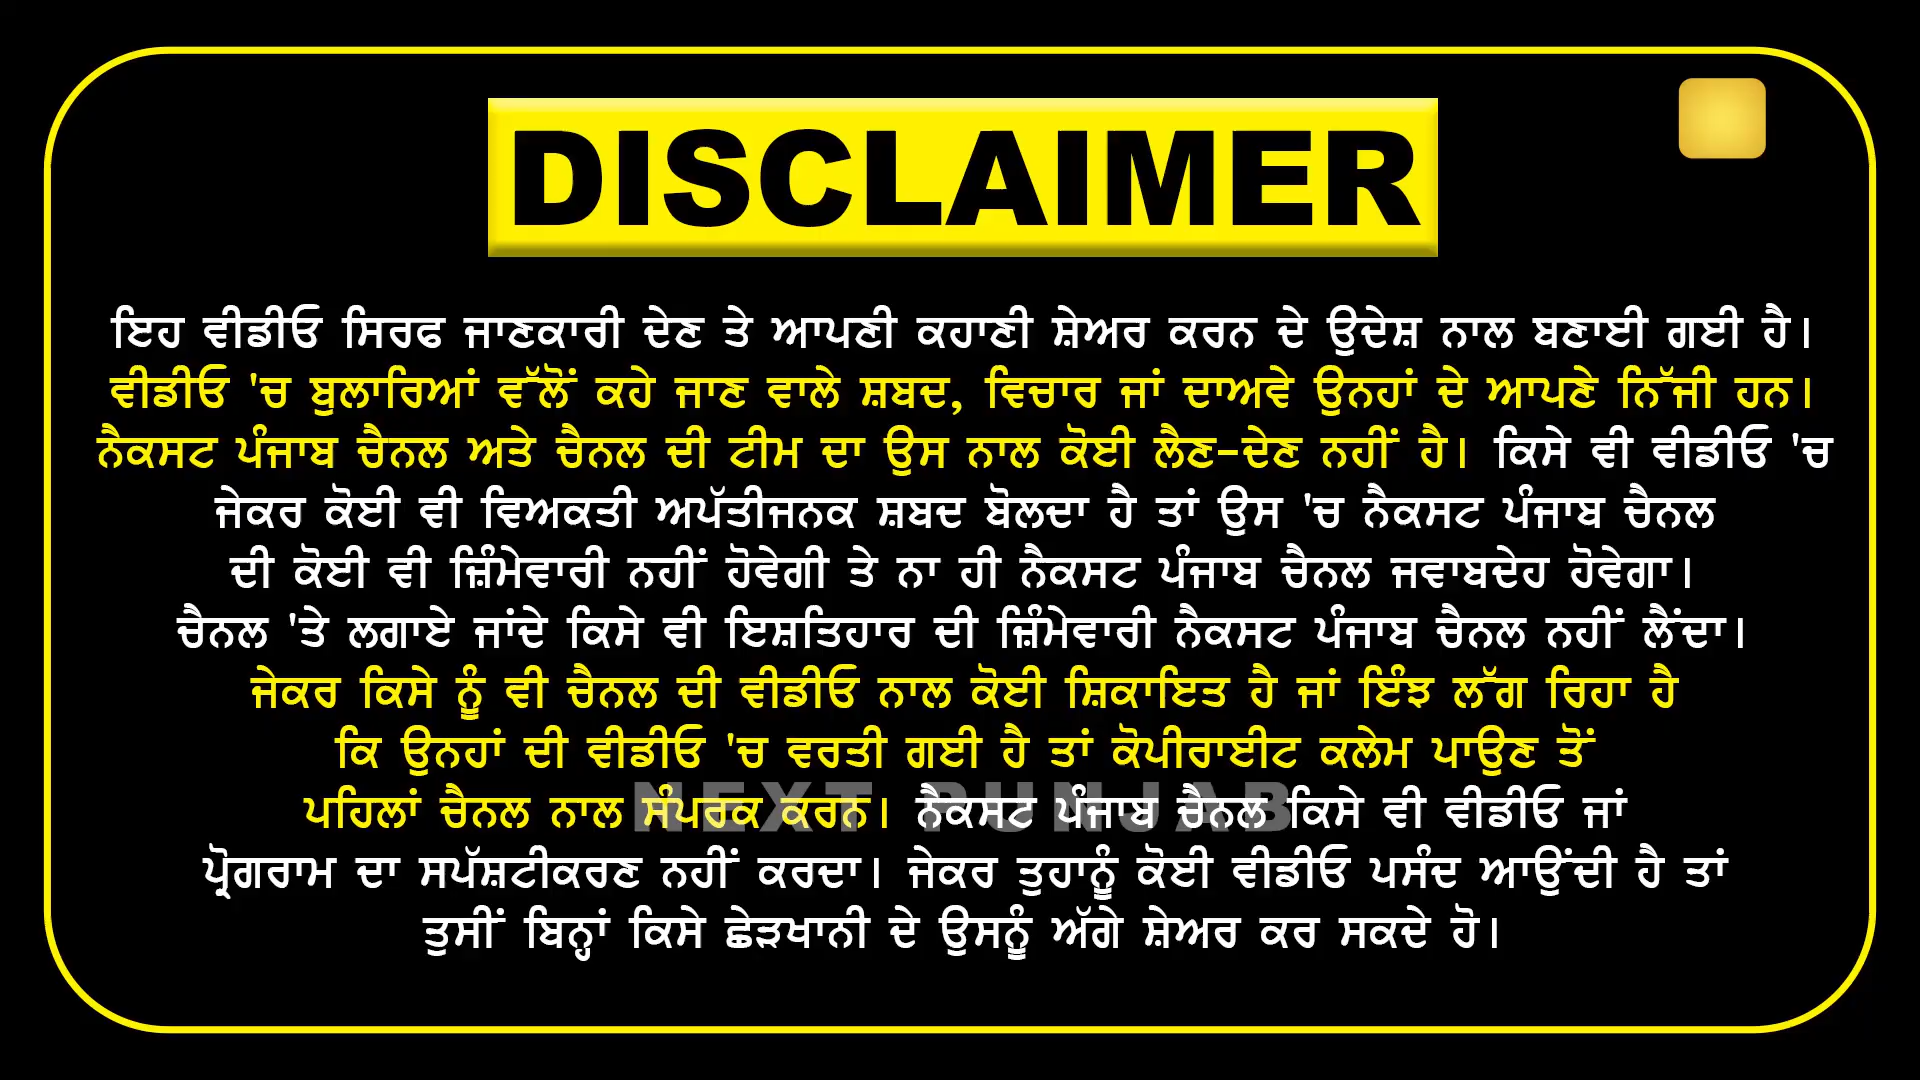 DISCLAIMER
ਇਹ ਵੀਡੀਓ ਸਿਰਫ ਜਾਣਕਾਰੀ ਦੇਣ ਤੇ ਆਪਣੀ ਕਹਾਣੀ ਸ਼ੇਅਰ ਕਰਨ ਦੇ ਉਦੇਸ਼ ਨਾਲ ਬਣਾਈ ਗਈ ਹੈ।
ਵੀਡੀਓ 'ਚ ਬੁਲਾਰਿਆਂ ਵੱਲੋਂ ਕਹੇ ਜਾਣ ਵਾਲੇ ਸ਼ਬਦ, ਵਿਚਾਰ ਜਾਂ ਦਾਅਵੇ ਉਨਹਾਂ ਦੇ ਆਪਣੇ ਨਿੱਜੀ ਹਨ।
ਨੈਕਸਟ ਪੰਜਾਬ ਚੈਨਲ ਅਤੇ ਚੈਨਲ ਦੀ ਟੀਮ ਦਾ ਉਸ ਨਾਲ ਕੋਈ ਲੈਣ-ਦੇਣ ਨਹੀਂ ਹੈ। ਕਿਸੇ ਵੀ ਵੀਡੀਓ 'ਚ
ਜੇਕਰ ਕੋਈ ਵੀ ਵਿਅਕਤੀ ਅਪੱਤੀਜਨਕ ਸ਼ਬਦ ਬੋਲਦਾ ਹੈ ਤਾਂ ਉਸ 'ਚ ਨੈਕਸਟ ਪੰਜਾਬ ਚੈਨਲ
ਦੀ ਕੋਈ ਵੀ ਜ਼ਿੰਮੇਵਾਰੀ ਨਹੀਂ ਹੋਵੇਗੀ ਤੇ ਨਾ ਹੀ ਨੈਕਸਟ ਪੰਜਾਬ ਚੈਨਲ ਜਵਾਬਦੇਹ ਹੋਵੇਗਾ।
ਚੈਨਲ 'ਤੇ ਲਗਾਏ ਜਾਂਦੇ ਕਿਸੇ ਵੀ ਇਸ਼ਤਿਹਾਰ ਦੀ ਜ਼ਿੰਮੇਵਾਰੀ ਨੈਕਸਟ ਪੰਜਾਬ ਚੈਨਲ ਨਹੀਂ ਲੈਂਦਾ।
ਜੇਕਰ ਕਿਸੇ ਨੂੰ ਵੀ ਚੈਨਲ ਦੀ ਵੀਡੀਓ ਨਾਲ ਕੋਈ ਸ਼ਿਕਾਇਤ ਹੈ ਜਾਂ ਇੰਝ ਲੱਗ ਰਿਹਾ ਹੈ
ਕਿ ਉਨਹਾਂ ਦੀ ਵੀਡੀਓ 'ਚ ਵਰਤੀ ਗਈ ਹੈ ਤਾਂ ਕੋਪੀਰਾਈਟ ਕਲੇਮ ਪਾਉਣ ਤੋਂ
ਪਹਿਲਾਂ ਚੈਨਲ ਨਾਲ ਸੰਪਰਕ ਕਰਨ। ਨੈਕਸਟ ਪੰਜਾਬ ਚੈਨਲ ਕਿਸੇ ਵੀ ਵੀਡੀਓ ਜਾਂ
NEXT PUNJAB
ਪ੍ਰੋਗਰਾਮ ਦਾ ਸਪੱਸ਼ਟੀਕਰਣ ਨਹੀਂ ਕਰਦਾ। ਜੇਕਰ ਤੁਹਾਨੂੰ ਕੋਈ ਵੀਡੀਓ ਪਸੰਦ ਆਉਂਦੀ ਹੈ ਤਾਂ
ਤੁਸੀਂ ਬਿਨ੍ਹਾਂ ਕਿਸੇ ਛੇੜਖਾਨੀ ਦੇ ਉਸਨੂੰ ਅੱਗੇ ਸ਼ੇਅਰ ਕਰ ਸਕਦੇ ਹੋ।